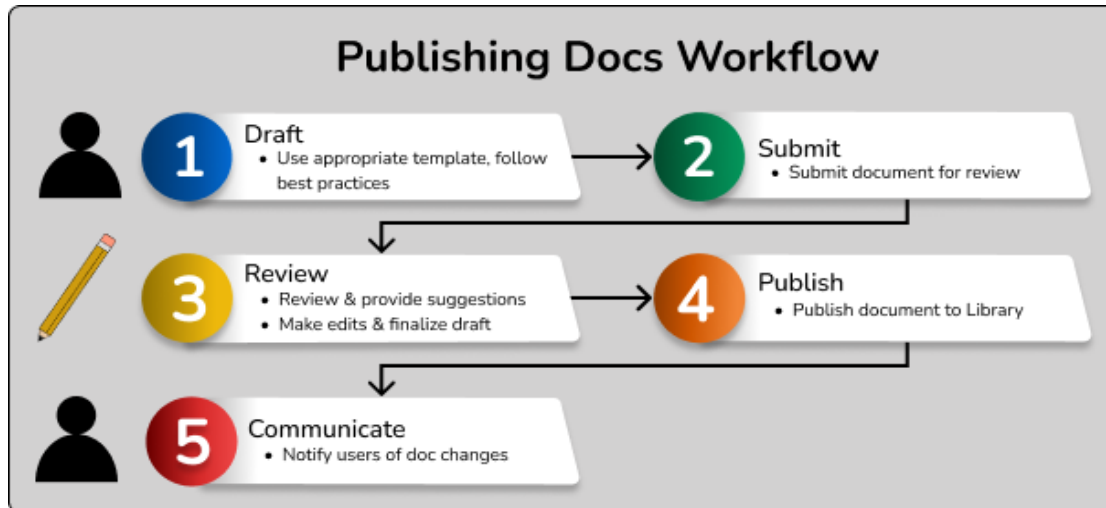 Publishing Docs Workflow
1
Draft
• Use appropriate template, follow
best practices
2
Submit
• Submit document for review
3
Review
• Review & provide suggestions
• Make edits & finalize draft
4
Publish
• Publish document to Library
5
Communicate
• Notify users of doc changes